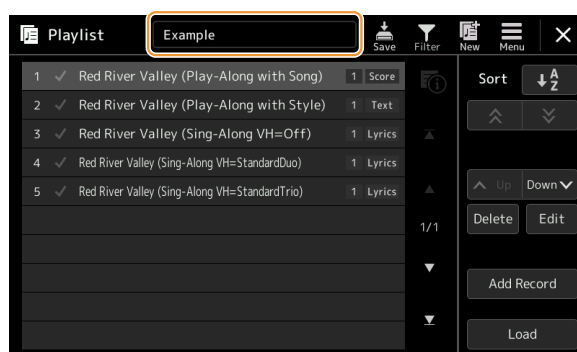 Playlist Example Save Filter New Menu
1 Red River Valley (Play-Along with Song) 1 Score
2 Red River Valley (Play-Along with Style) 1 Text
3 Red River Valley (Sing-Along VH=Off) 1 Lyrics
4 Red River Valley (Sing-Along VH=StandardDuo) 1 Lyrics
5 Red River Valley (Sing-Along VH=StandardTrio) 1 Lyrics
1/1
Sort A Z
Up Down
Delete Edit
Add Record
Load